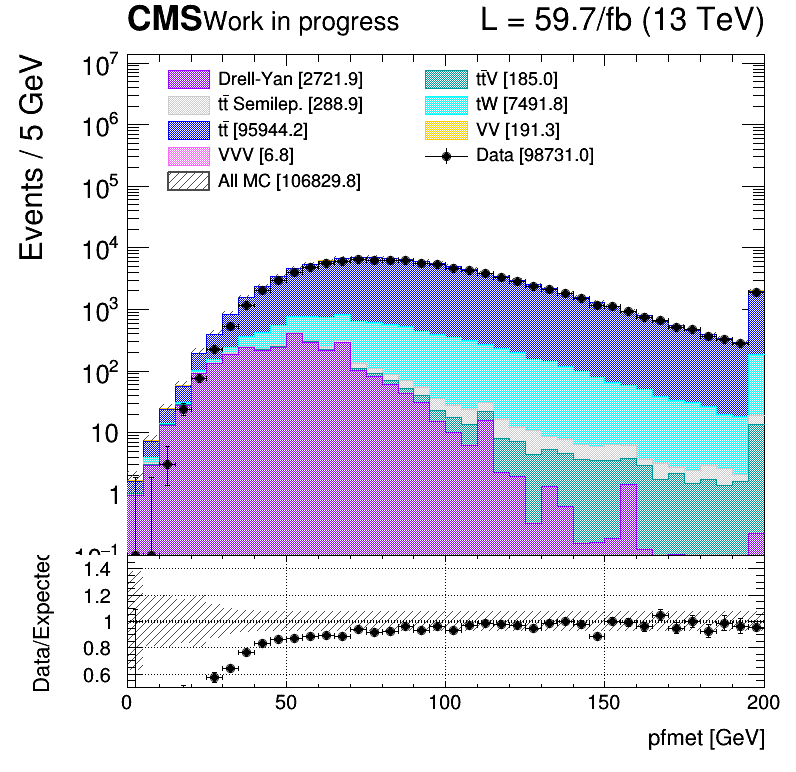 CMS Work in progress L = 59.7/fb (13 TeV)
Events / 5 GeV
10⁷
10⁶
10⁵
10⁴
10³
10²
10
1
10⁻¹
Drell-Yan [2721.9]
tt̄ Semilep. [288.9]
tt̄ [95944.2]
VVV [6.8]
All MC [106829.8]
tt̄V [185.0]
tW [7491.8]
VV [191.3]
Data [98731.0]
Data/Expected
1.4
1.2
1
0.8
0.6
0 50 100 150 200
pfmet [GeV]